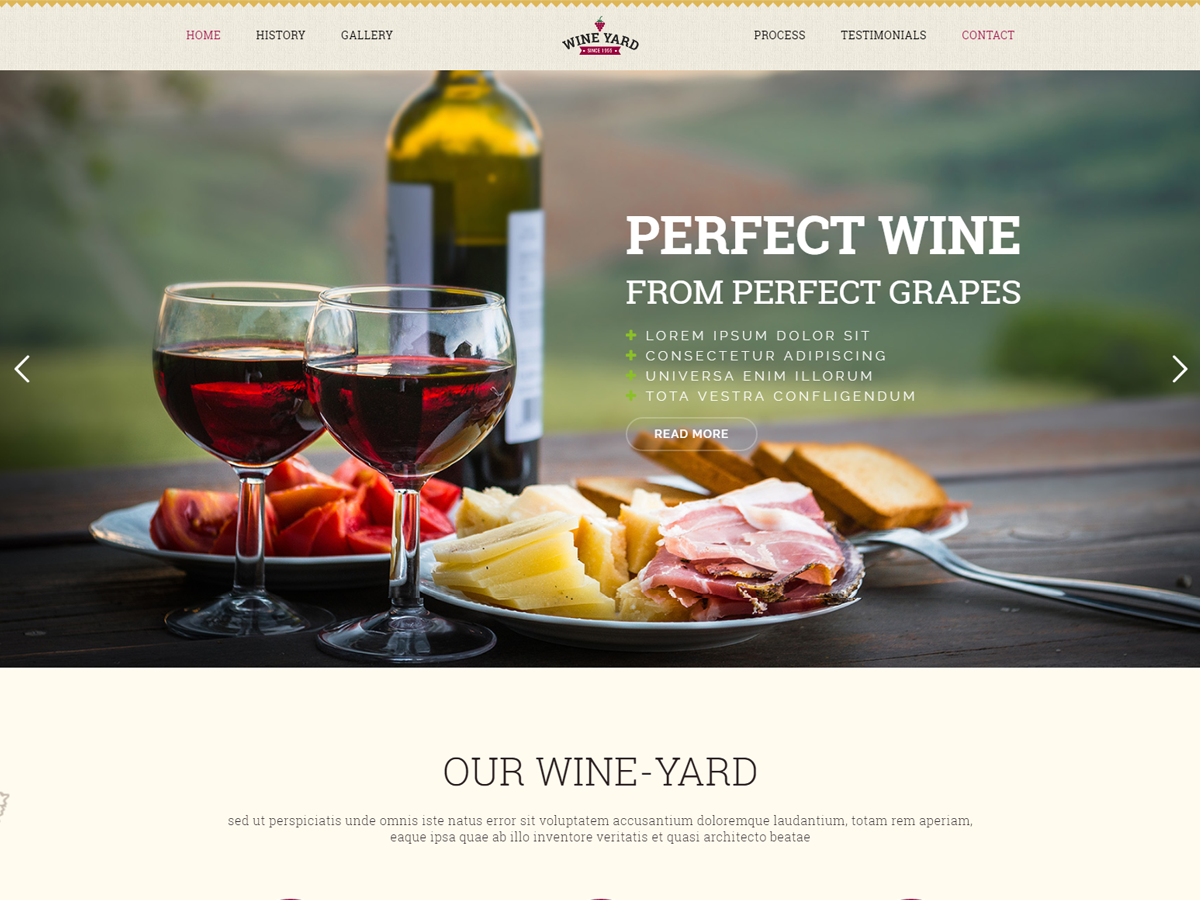 HOME
HISTORY
GALLERY
WINE YARD
SINCE 1955
PROCESS
TESTIMONIALS
CONTACT
PERFECT WINE
FROM PERFECT GRAPES
LOREM IPSUM DOLOR SIT
CONSECTETUR ADIPISCING
UNIVERSA ENIM ILLORUM
TOTA VESTRA CONFLIGENDUM
READ MORE
OUR WINE-YARD
sed ut perspiciatis unde omnis iste natus error sit voluptatem accusantium doloremque laudantium, totam rem aperiam,
eaque ipsa quae ab illo inventore veritatis et quasi architecto beatae